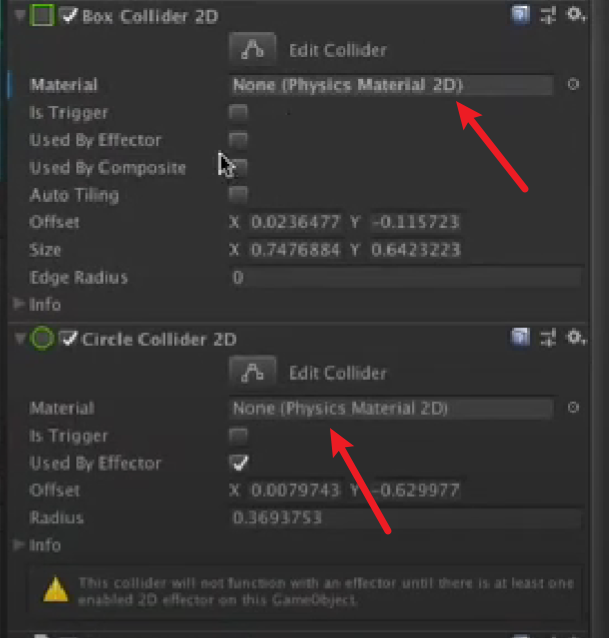 Box Collider 2D
Edit Collider
Material None (Physics Material 2D)
Is Trigger
Used By Effector
Used By Composite
Auto Tiling
Offset X 0.0236477 Y -0.115723
Size X 0.7476884 Y 0.6423223
Edge Radius 0
Info
Circle Collider 2D
Edit Collider
Material None (Physics Material 2D)
Is Trigger
Used By Effector
Offset X 0.0079743 Y -0.629977
Radius 0.3693753
Info
This collider will not function with an effector until there is at least one
enabled 2D effector on this GameObject.